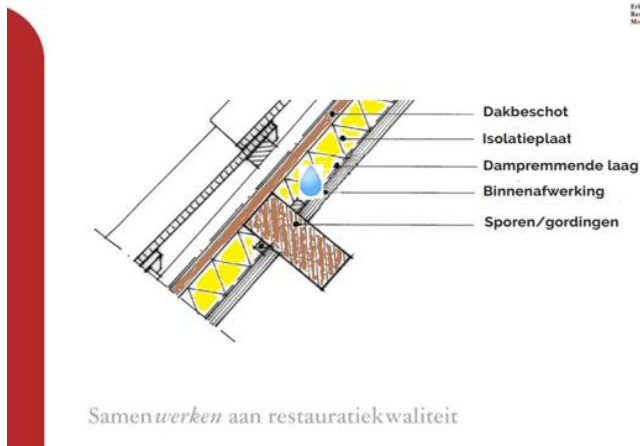 Dakbeschot
Isolatieplaat
Dampremmende laag
Binnenafwerking
Sporen/gordingen
Samenwerken aan restauratiekwaliteit